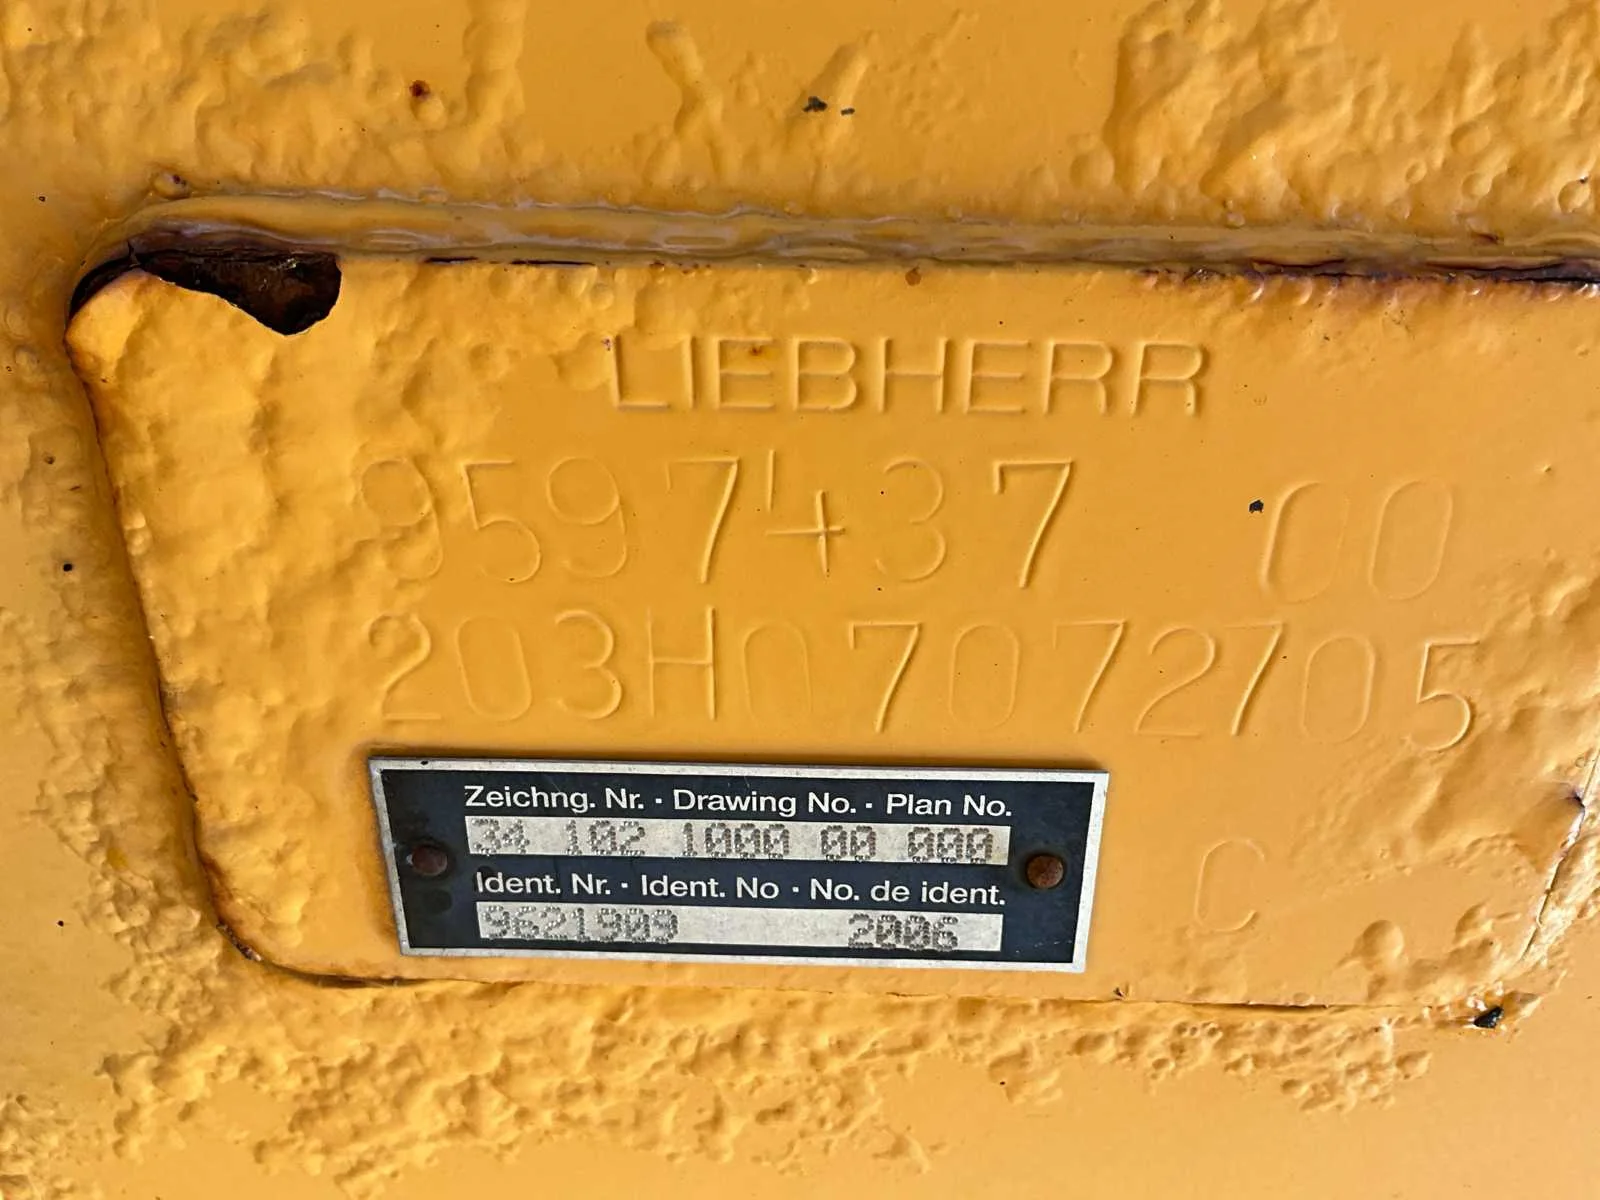 LIEBHERR
9597437 00
203H07072705
Zeichng. Nr. · Drawing No. · Plan No.
34 102 1000 00 000
Ident. Nr. · Ident. No · No. de ident.
9621909 2006
C